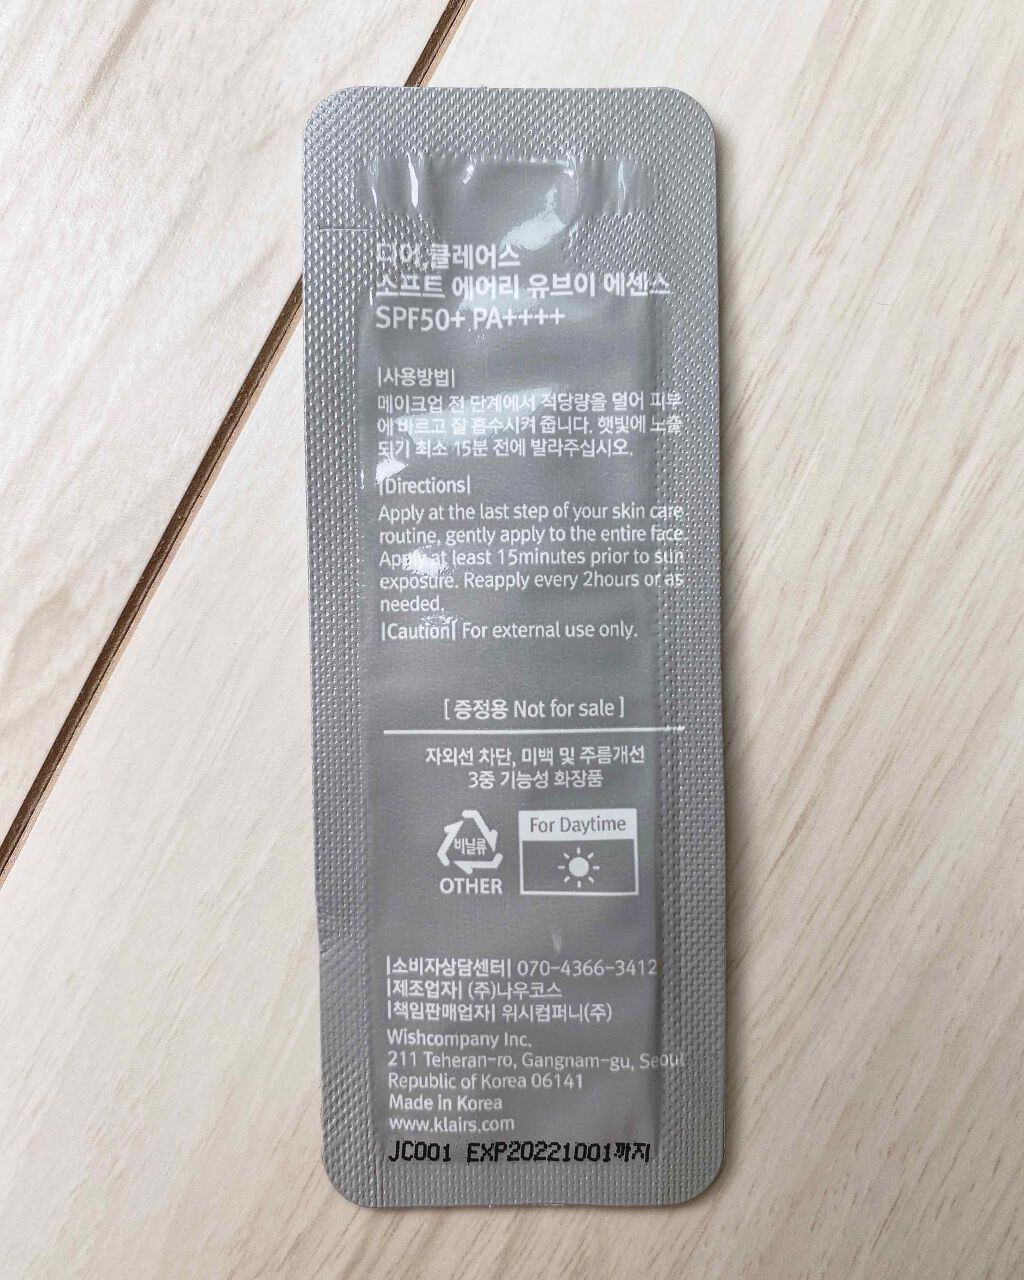 디어,클레어스
소프트 에어리 유브이 에센스
SPF50+ PA++++
|사용방법|
메이크업 전 단계에서 적당량을 덜어 피부
에 바르고 잘 흡수시켜 줍니다. 햇빛에 노출
되기 최소 15분 전에 발라주십시오.
|Directions|
Apply at the last step of your skin care
routine, gently apply to the entire face.
Apply at least 15minutes prior to sun
exposure. Reapply every 2hours or as
needed.
|Caution| For external use only.
[ 증정용 Not for sale ]
자외선 차단, 미백 및 주름개선
3중 기능성 화장품
비닐류
OTHER
For Daytime
|소비자상담센터| 070-4366-3412
|제조업자| (주)나우코스
|책임판매업자| 위시컴퍼니(주)
Wishcompany Inc.
211 Teheran-ro, Gangnam-gu, Seoul
Republic of Korea 06141
Made in Korea
www.klairs.com
JC001 EXP20221001까지